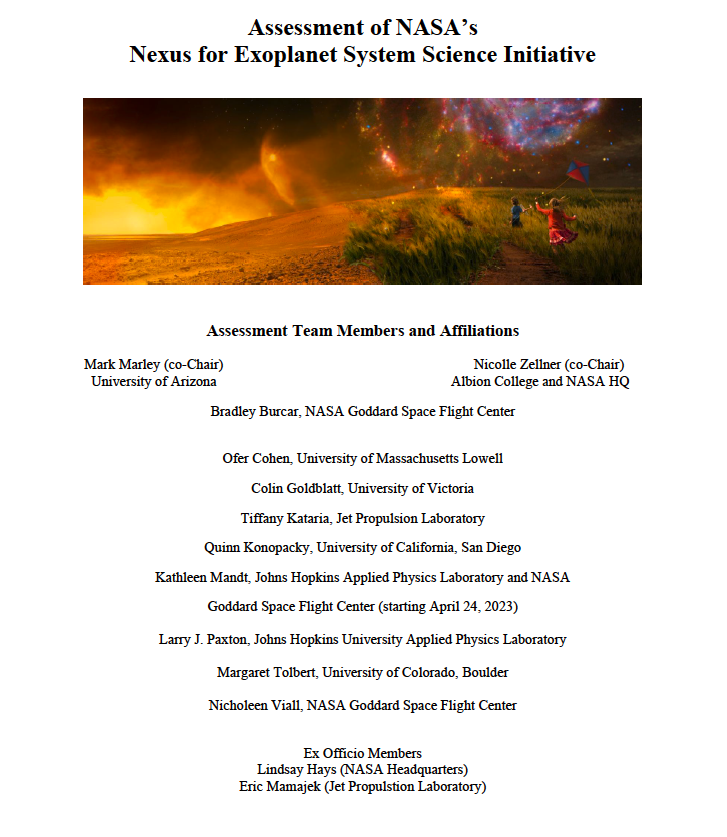 Assessment of NASA's
Nexus for Exoplanet System Science Initiative
Assessment Team Members and Affiliations
Mark Marley (co-Chair)
University of Arizona
Nicolle Zellner (co-Chair)
Albion College and NASA HQ
Bradley Burcar, NASA Goddard Space Flight Center
Ofer Cohen, University of Massachusetts Lowell
Colin Goldblatt, University of Victoria
Tiffany Kataria, Jet Propulsion Laboratory
Quinn Konopacky, University of California, San Diego
Kathleen Mandt, Johns Hopkins Applied Physics Laboratory and NASA
Goddard Space Flight Center (starting April 24, 2023)
Larry J. Paxton, Johns Hopkins University Applied Physics Laboratory
Margaret Tolbert, University of Colorado, Boulder
Nicholeen Viall, NASA Goddard Space Flight Center
Ex Officio Members
Lindsay Hays (NASA Headquarters)
Eric Mamajek (Jet Propulstion Laboratory)